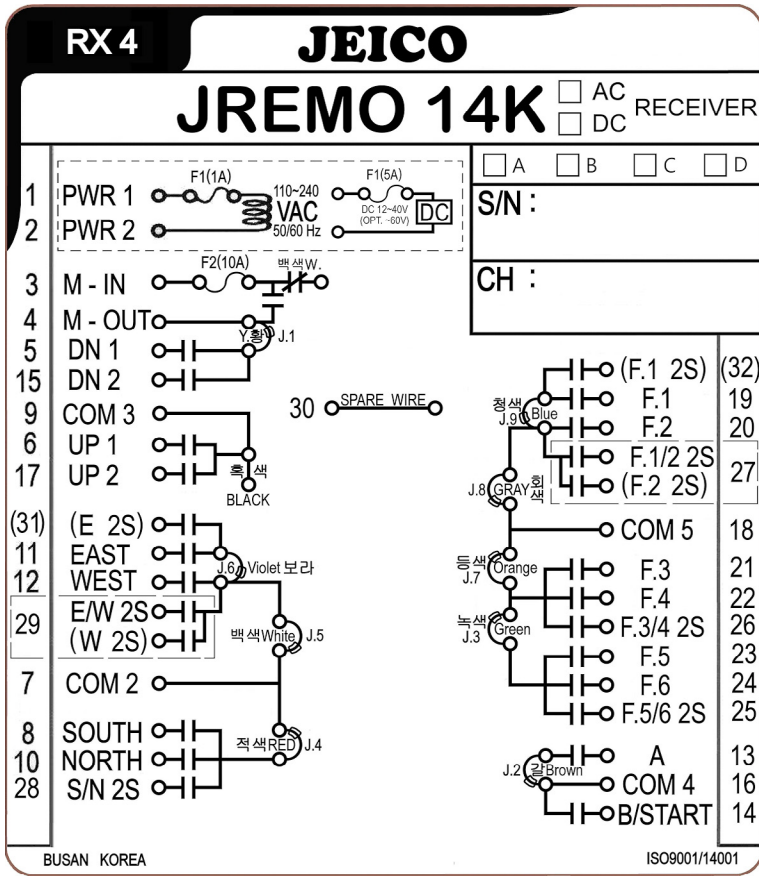 RX 4
JEICO
JREMO 14K
AC
DC
RECEIVER
A B C D
S/N :
CH :
1 PWR 1 F1(1A) 110~240
VAC
50/60 Hz
F1(5A)
DC 12~40V
(OPT. ~60V)
DC
2 PWR 2
3 M - IN F2(10A) 백색W.
4 M - OUT
Y.황 J.1
5 DN 1
15 DN 2
9 COM 3
6 UP 1
17 UP 2
흑 색
BLACK
30 SPARE WIRE
(31) (E 2S)
11 EAST
J.6 Violet 보라
12 WEST
29 E/W 2S
(W 2S)
백색White J.5
7 COM 2
8 SOUTH
적색RED J.4
10 NORTH
28 S/N 2S
(F.1 2S) (32)
청색 Blue
J.9
F.1 19
F.2 20
F.1/2 2S
(F.2 2S)
27
J.8 GRAY 회색
COM 5 18
등색 Orange
J.7
F.3 21
F.4 22
녹색 Green
J.3
F.3/4 2S 26
F.5 23
F.6 24
F.5/6 2S 25
J.2 갈Brown
A 13
COM 4 16
B/START 14
BUSAN KOREA
ISO9001/14001